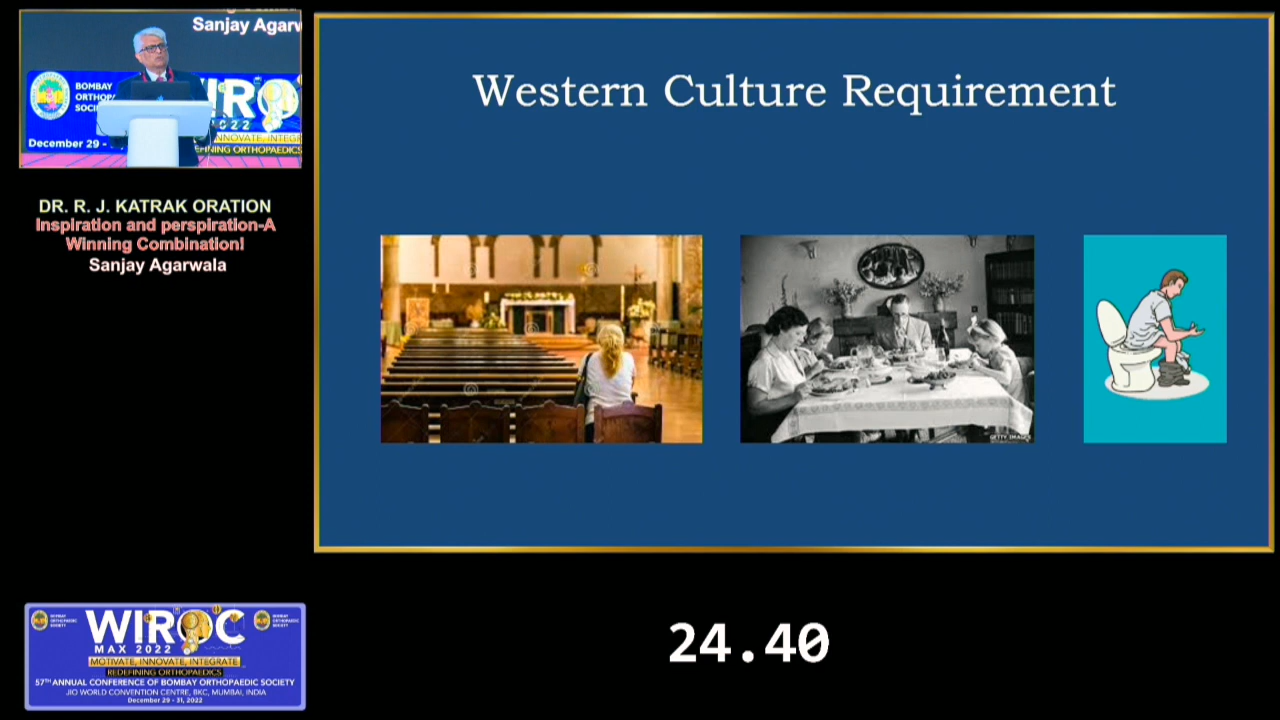 Sanjay Agarw
BOMBAY
ORTHOP
SOCI
2022
INNOVATE, INTEGR
EFINING ORTHOPAEDICS
December 29 -
DR. R. J. KATRAK ORATION
Inspiration and perspiration-A
Winning Combination!
Sanjay Agarwala
Western Culture Requirement
GETTY IMAGES
24.40
BOMBAY
ORTHOPAEDIC
SOCIETY
WIROC
MAX 2022
BOMBAY
ORTHOPAEDIC
SOCIETY
MOTIVATE, INNOVATE, INTEGRATE
REDEFINING ORTHOPAEDICS
57TH ANNUAL CONFERENCE OF BOMBAY ORTHOPAEDIC SOCIETY
JIO WORLD CONVENTION CENTRE, BKC, MUMBAI, INDIA
December 29 - 31, 2022